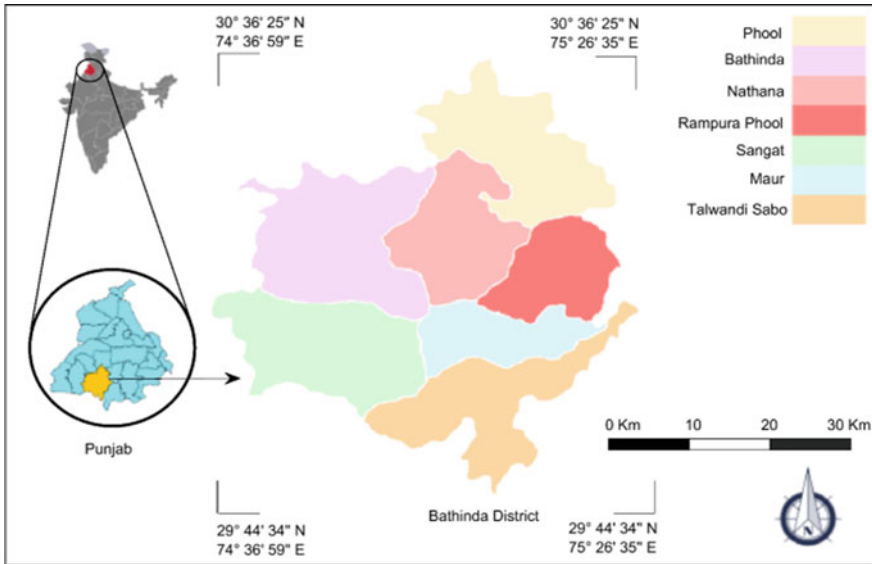 30° 36' 25" N
74° 36' 59" E
30° 36' 25" N
75° 26' 35" E
Phool
Bathinda
Nathana
Rampura Phool
Sangat
Maur
Talwandi Sabo
Punjab
0 Km 10 20 30 Km
Bathinda District
29° 44' 34" N
74° 36' 59" E
29° 44' 34" N
75° 26' 35" E